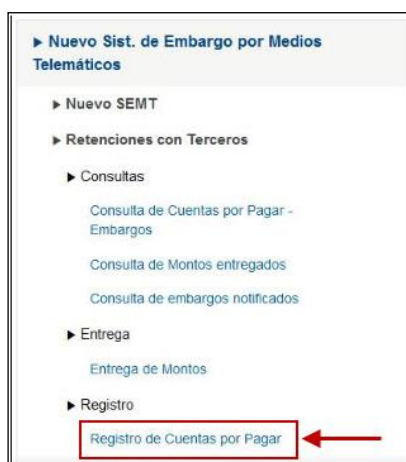 ▶ Nuevo Sist. de Embargo por Medios
Telemáticos
▶ Nuevo SEMT
▶ Retenciones con Terceros
▶ Consultas
Consulta de Cuentas por Pagar -
Embargos
Consulta de Montos entregados
Consulta de embargos notificados
▶ Entrega
Entrega de Montos
▶ Registro
Registro de Cuentas por Pagar